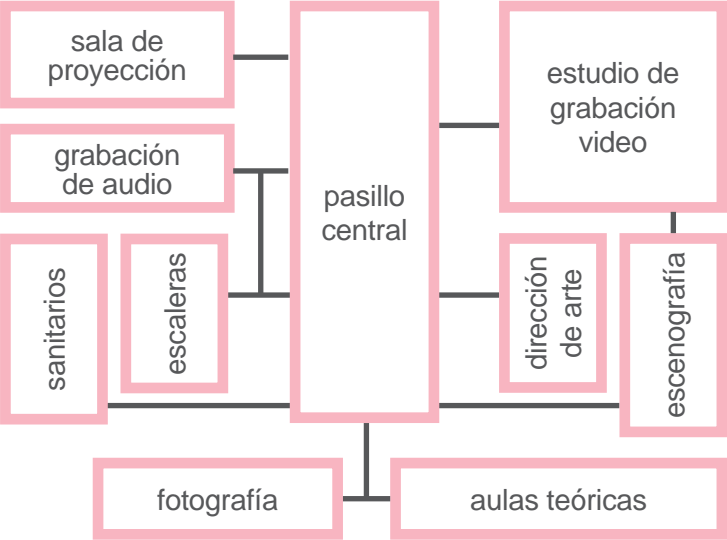 sala de
proyección
estudio de
grabación
video
grabación
de audio
pasillo
central
sanitarios
escaleras
dirección
de arte
escenografía
fotografía
aulas teóricas